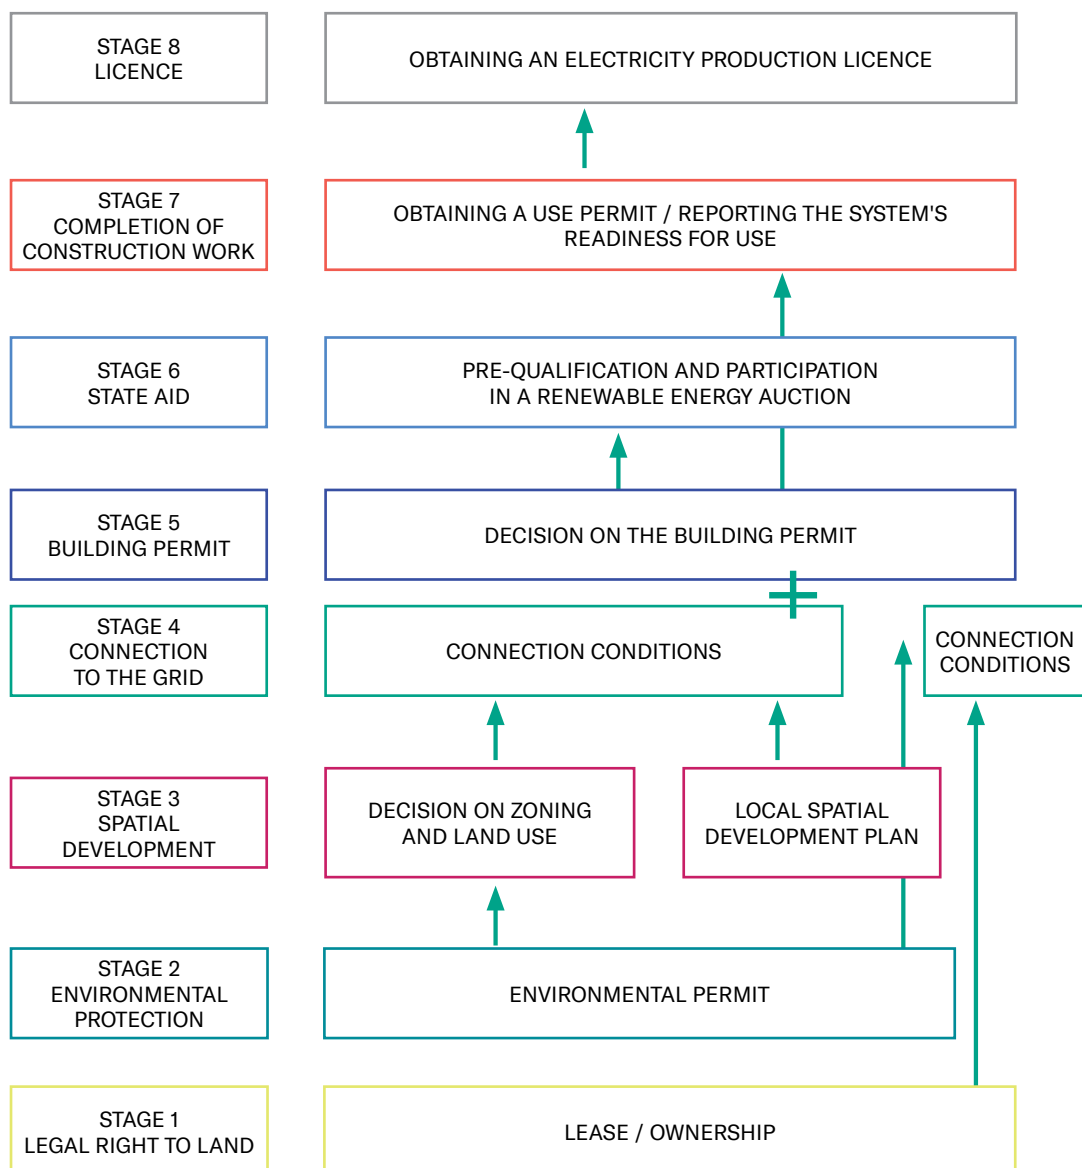 STAGE 8
LICENCE
OBTAINING AN ELECTRICITY PRODUCTION LICENCE
STAGE 7
COMPLETION OF
CONSTRUCTION WORK
OBTAINING A USE PERMIT / REPORTING THE SYSTEM'S
READINESS FOR USE
STAGE 6
STATE AID
PRE-QUALIFICATION AND PARTICIPATION
IN A RENEWABLE ENERGY AUCTION
STAGE 5
BUILDING PERMIT
DECISION ON THE BUILDING PERMIT
STAGE 4
CONNECTION
TO THE GRID
CONNECTION CONDITIONS
CONNECTION
CONDITIONS
STAGE 3
SPATIAL
DEVELOPMENT
DECISION ON ZONING
AND LAND USE
LOCAL SPATIAL
DEVELOPMENT PLAN
STAGE 2
ENVIRONMENTAL
PROTECTION
ENVIRONMENTAL PERMIT
STAGE 1
LEGAL RIGHT TO LAND
LEASE / OWNERSHIP